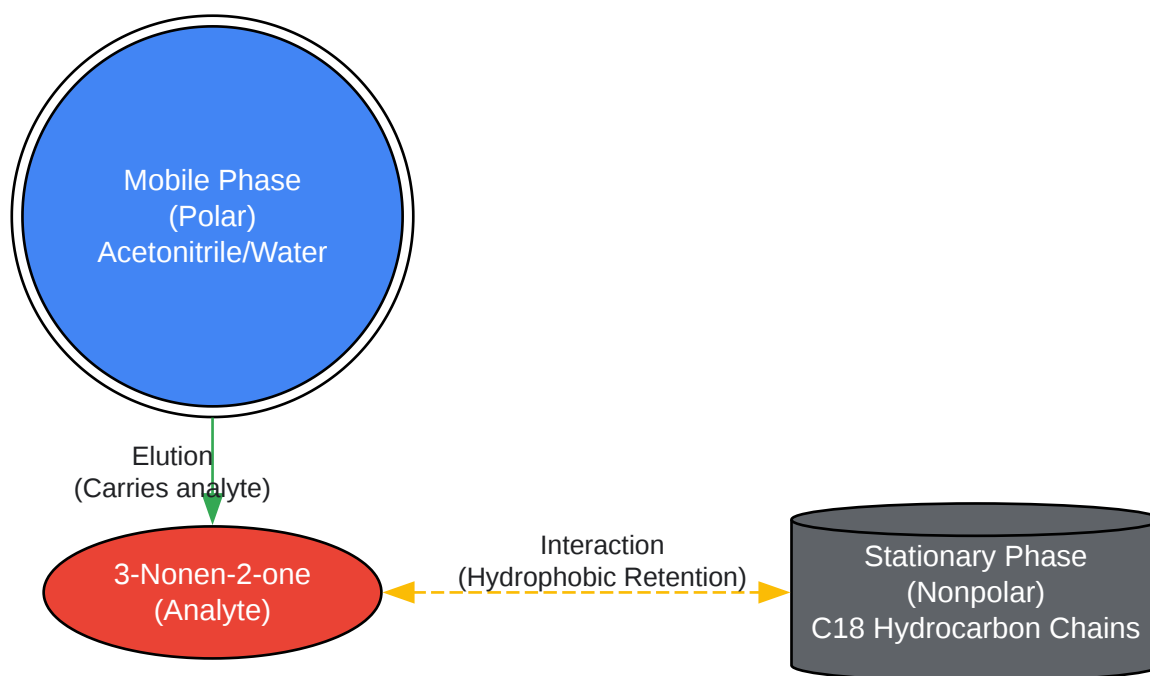 Mobile Phase
(Polar)
Acetonitrile/Water
Elution
(Carries analyte)
3-Nonen-2-one
(Analyte)
Interaction
(Hydrophobic Retention)
Stationary Phase
(Nonpolar)
C18 Hydrocarbon Chains